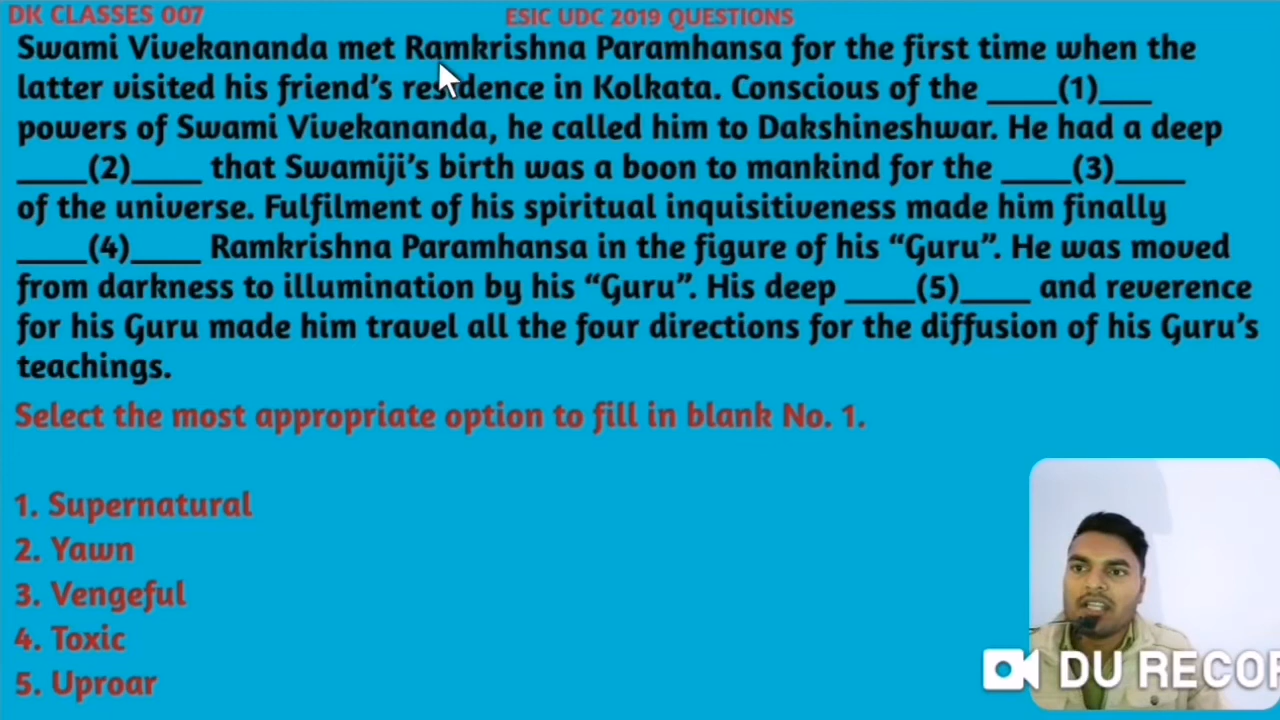 DK CLASSES 007
ESIC UDC 2019 QUESTIONS
Swami Vivekananda met Ramkrishna Paramhansa for the first time when the
latter visited his friend's residence in Kolkata. Conscious of the ____(1)___
powers of Swami Vivekananda, he called him to Dakshineshwar. He had a deep
____(2)____ that Swamiji's birth was a boon to mankind for the ____(3)____
of the universe. Fulfilment of his spiritual inquisitiveness made him finally
____(4)____ Ramkrishna Paramhansa in the figure of his “Guru”. He was moved
from darkness to illumination by his “Guru”. His deep ____(5)____ and reverence
for his Guru made him travel all the four directions for the diffusion of his Guru's
teachings.
Select the most appropriate option to fill in blank No. 1.
1. Supernatural
2. Yawn
3. Vengeful
4. Toxic
5. Uproar
DU RECOR